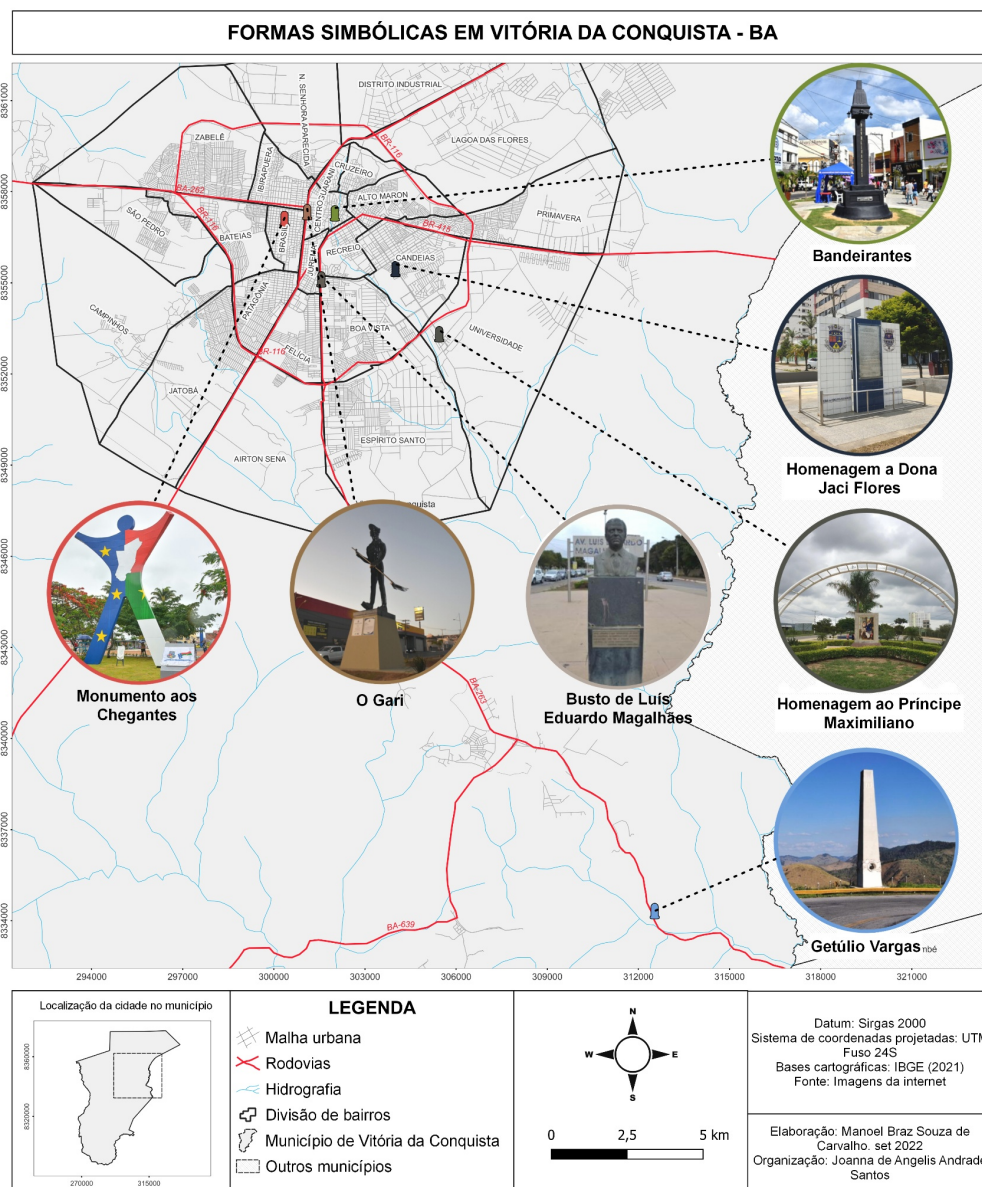 FORMAS SIMBÓLICAS EM VITÓRIA DA CONQUISTA - BA
DISTRITO INDUSTRIAL
N. SENHORA APARECIDA
ZABELÊ
LAGOA DAS FLORES
BR-116
IBIRAPUERA
CRUZEIRO
GUARANI
CENTRO
ALTO MARON
BA-262
SÃO PEDRO
BR-116
BATEIAS
BRASIL
JUREMA
RECREIO
BR-415
PRIMAVERA
CANDEIAS
PATAGÔNIA
CAMPINHOS
BOA VISTA
UNIVERSIDADE
BR-116
FELÍCIA
JATOBÁ
ESPÍRITO SANTO
AIRTON SENA
Bandeirantes
Homenagem a Dona
Jaci Flores
Homenagem ao Príncipe
Maximiliano
Getúlio Vargas
mbé
Monumento aos
Chegantes
O Gari
AV. LUIS EDUARDO
MAGAL
Busto de Luís
Eduardo Magalhães
BA-263
BA-639
8361000
8358000
8355000
8352000
8349000
8346000
8343000
8340000
8337000
8334000
294000 297000 300000 303000 306000 309000 312000 315000 318000 321000
Localização da cidade no município
8360000
8320000
270000 315000
LEGENDA
Malha urbana
Rodovias
Hidrografia
Divisão de bairros
Município de Vitória da Conquista
Outros municípios
N
W E
S
0 2,5 5 km
Datum: Sirgas 2000
Sistema de coordenadas projetadas: UTM
Fuso 24S
Bases cartográficas: IBGE (2021)
Fonte: Imagens da internet
Elaboração: Manoel Braz Souza de
Carvalho. set 2022
Organização: Joanna de Angelis Andrade
Santos